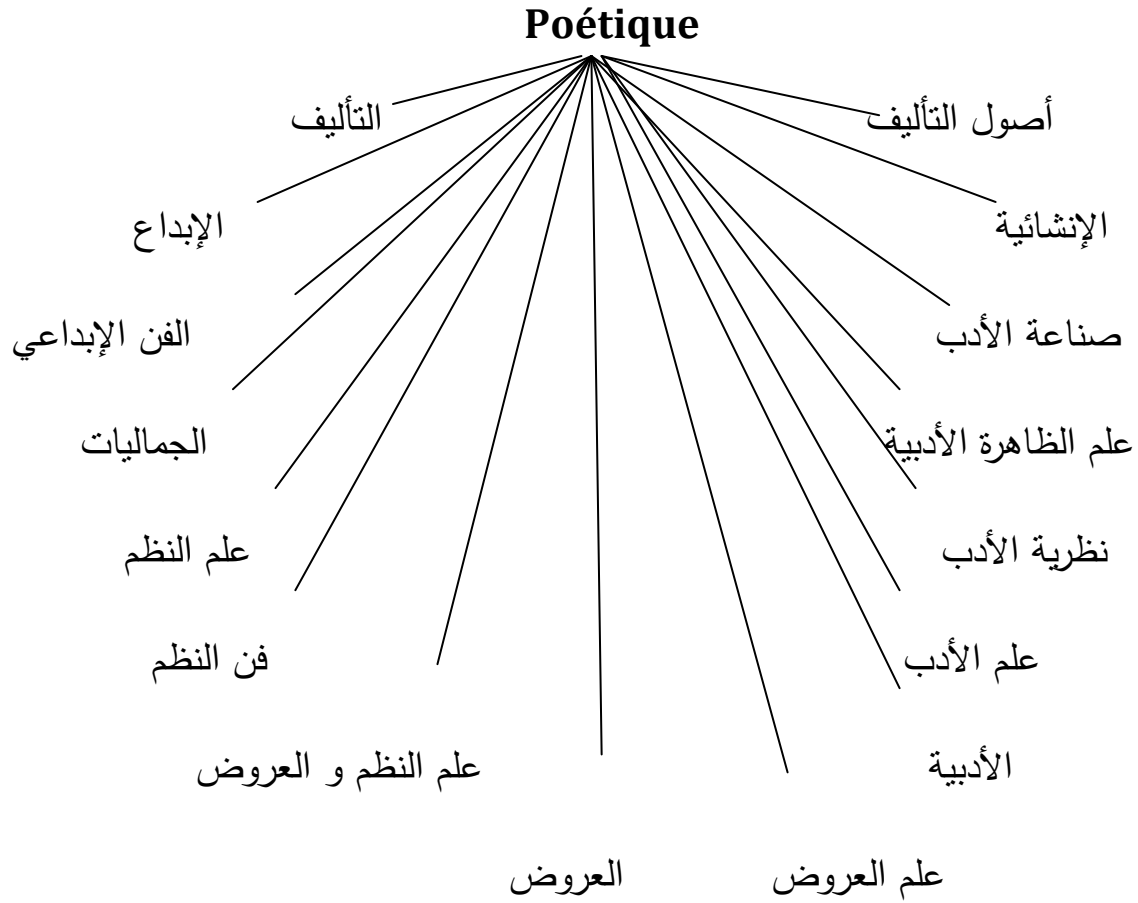 Poétique
أصول التأليف
التأليف
الإنشائية
الإبداع
صناعة الأدب
الفن الإبداعي
علم الظاهرة الأدبية
الجماليات
نظرية الأدب
علم النظم
علم الأدب
فن النظم
الأدبية
علم النظم و العروض
علم العروض
العروض